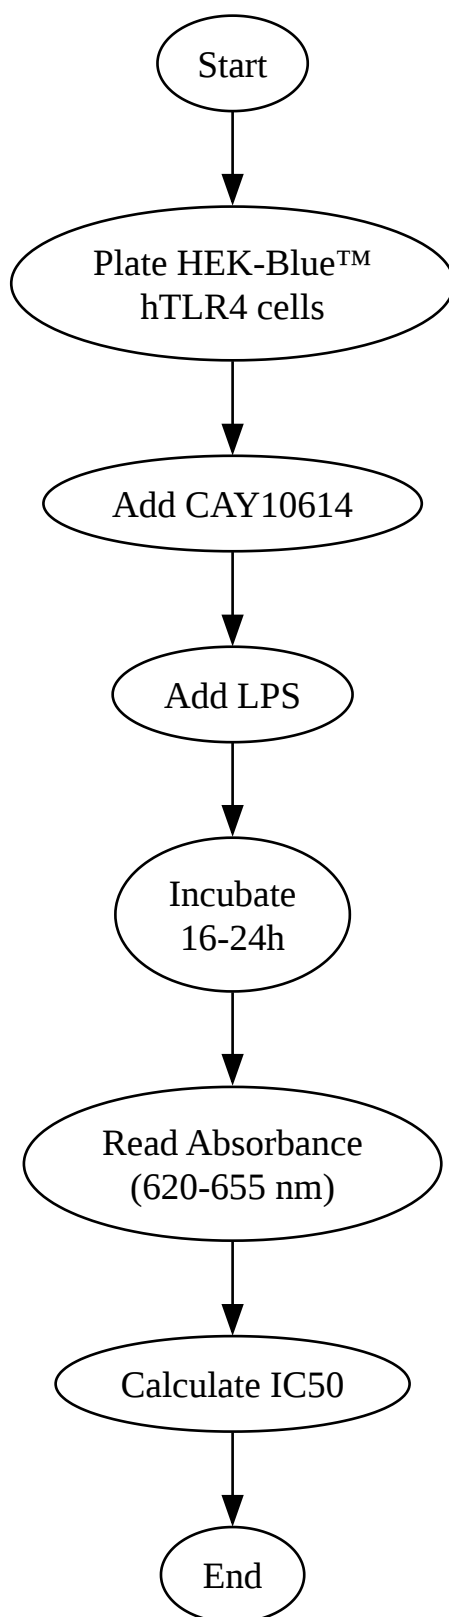 Start
Plate HEK-Blue™
hTLR4 cells
Add CAY10614
Add LPS
Incubate
16-24h
Read Absorbance
(620-655 nm)
Calculate IC50
End